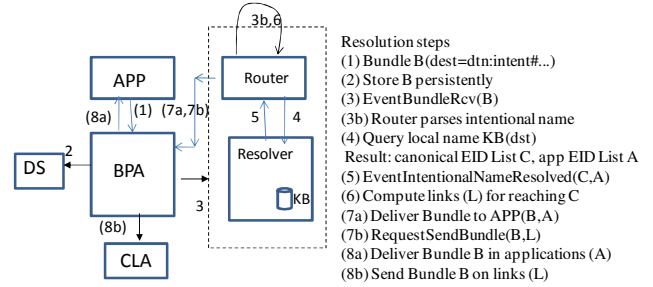 3b,6
APP
Router
(8a)
(1)
(7a,7b)
5
4
DS
2
BPA
Resolver
KB
3
(8b)
CLA
Resolution steps
(1) Bundle B(dest=dtn:intent#...)
(2) Store B persistently
(3) EventBundleRcv(B)
(3b) Router parses intentional name
(4) Query local name KB(dst)
Result: canonical EID List C, app EID List A
(5) EventIntentionalNameResolved(C,A)
(6) Compute links (L) for reaching C
(7a) Deliver Bundle to APP(B,A)
(7b) RequestSendBundle(B,L)
(8a) Deliver Bundle B in applications (A)
(8b) Send Bundle B on links (L)